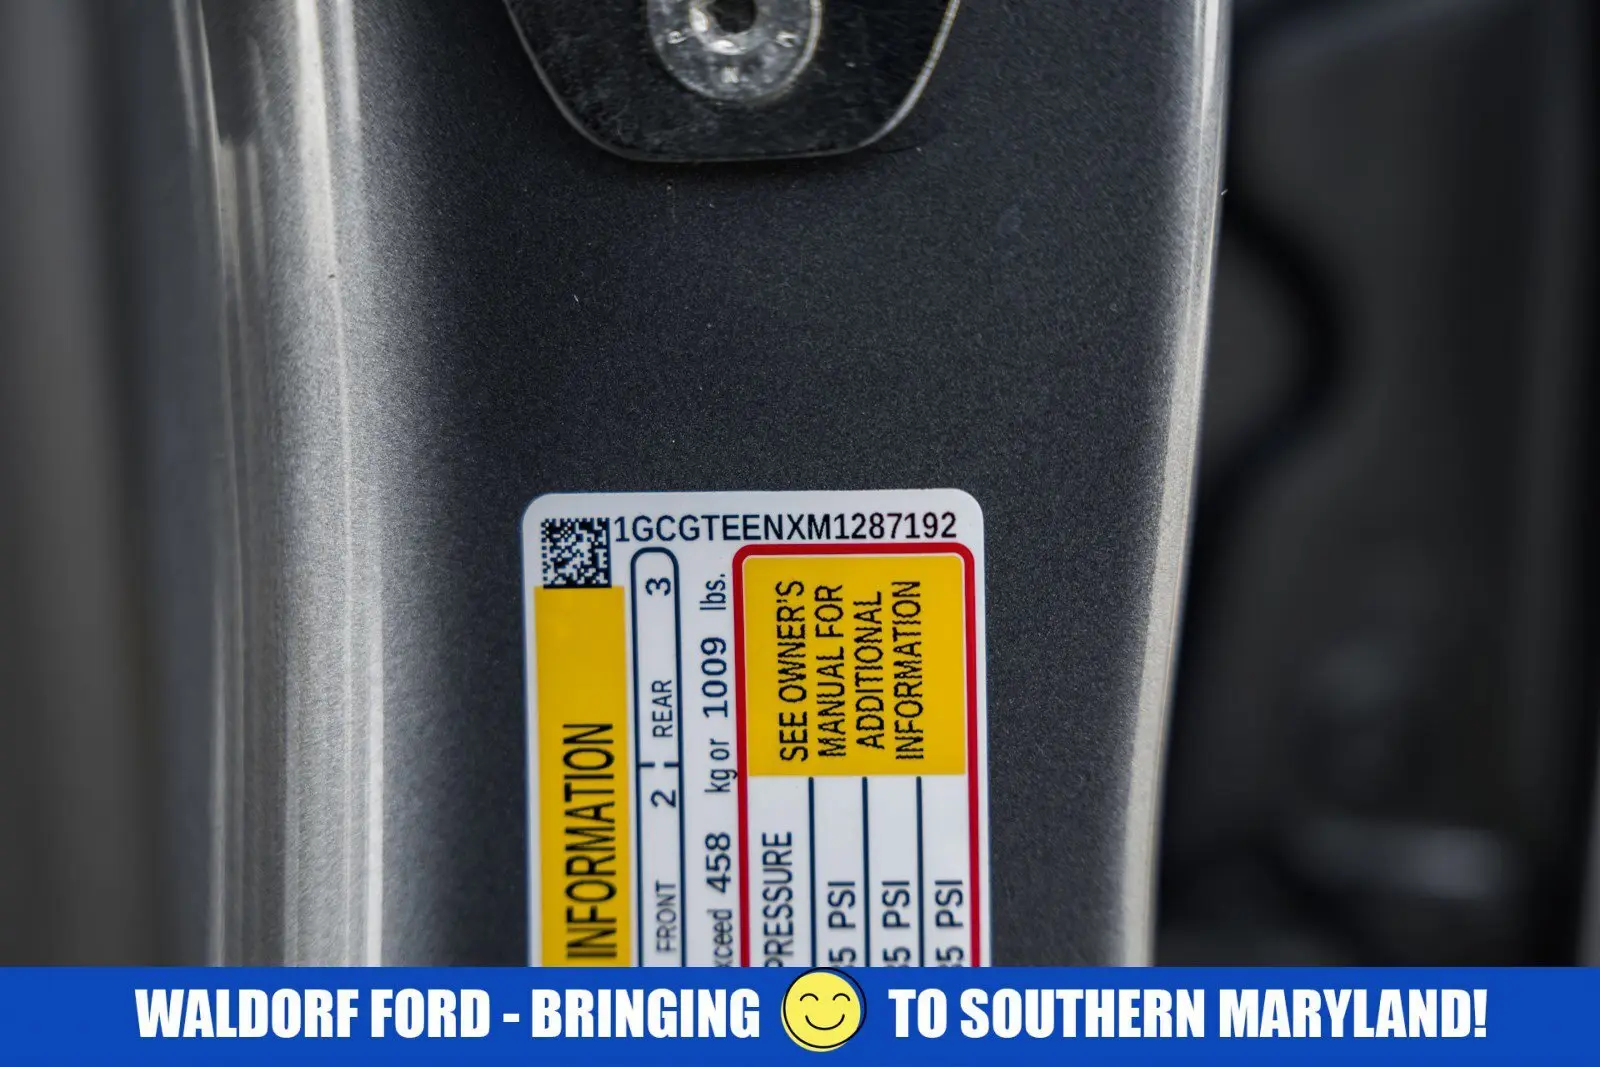 1GCGTEENXM1287192
INFORMATION
FRONT 2 REAR 3
458 kg or 1009 lbs.
PRESSURE
SEE OWNER'S
MANUAL FOR
ADDITIONAL
INFORMATION
PSI
PSI
PSI
WALDORF FORD - BRINGING TO SOUTHERN MARYLAND!